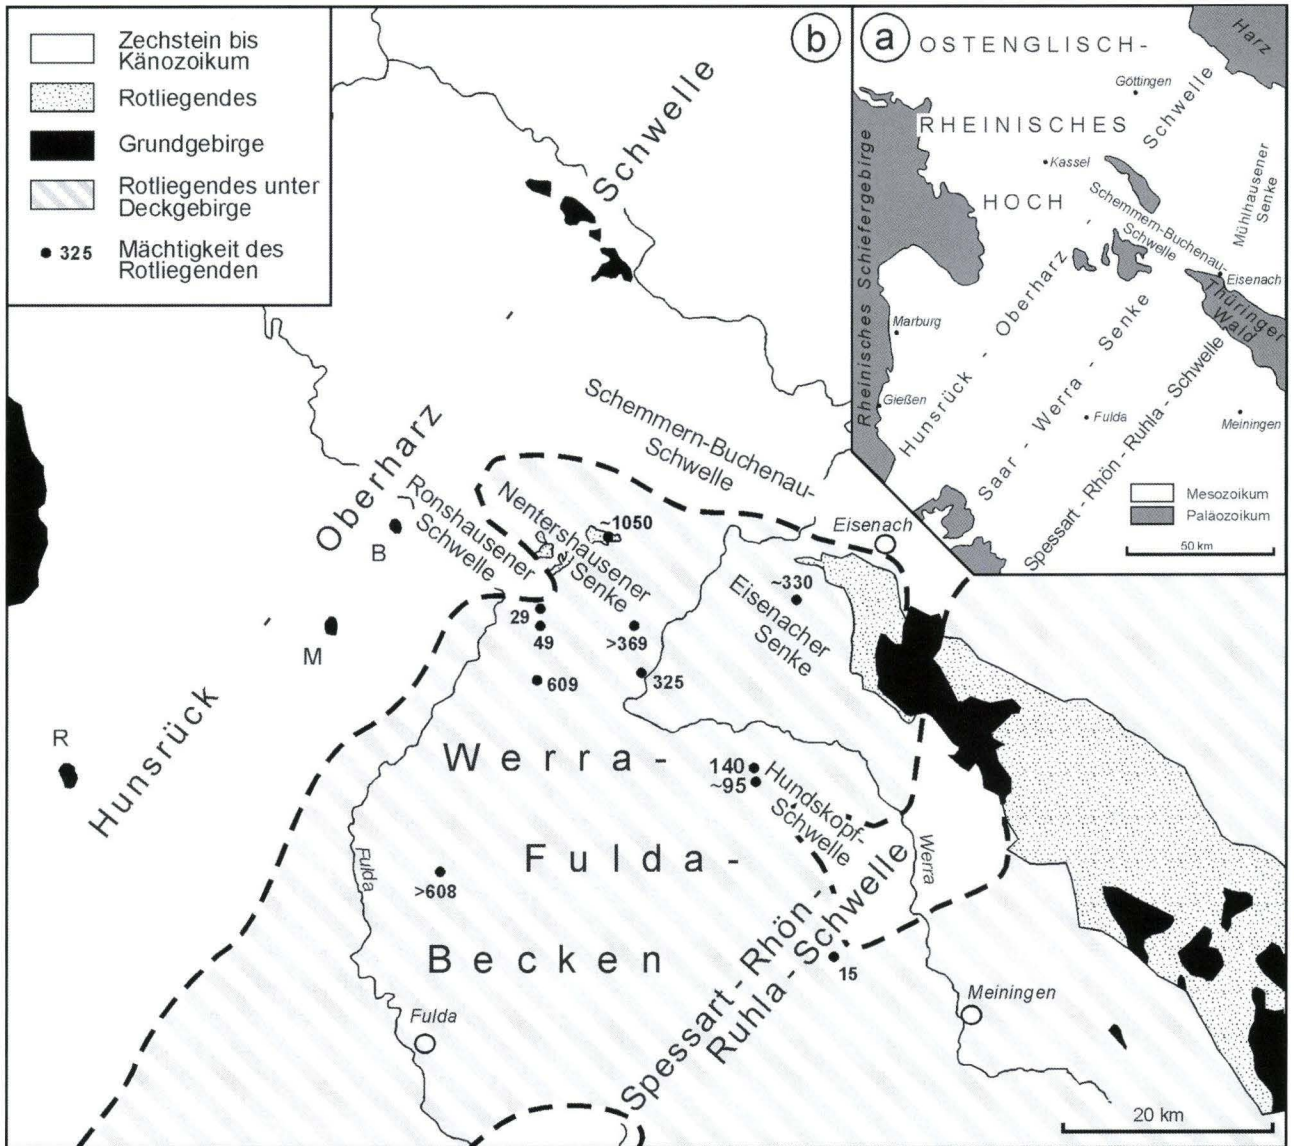 Zechstein bis
Känozoikum
Rotliegendes
Grundgebirge
Rotliegendes unter
Deckgebirge
325
Mächtigkeit des
Rotliegenden
b
Schwelle
Oberharz
Hunsrück
Schemmern-Buchenau-
Schwelle
Ronshausener
Schwelle
Nentershausener
Senke
~1050
Eisenach
~330
Eisenacher
Senke
B
M
R
29
49
>369
609
325
Werra-
Fulda-
Becken
140
~95
Hundskopf-
Schwelle
Werra
Fulda
>608
Spessart-Rhön-
Ruhla-Schwelle
15
Meiningen
Fulda
20 km
a
OSTENGLISCH-
RHEINISCHES
HOCH
Harz
Göttingen
Schwelle
Kassel
Mühlhausener
Senke
Schemmern-Buchenau-
Schwelle
Eisenach
Thüringer
Wald
Rheinisches Schiefergebirge
Marburg
Gießen
Hunsrück - Oberharz -
Saar - Werra - Senke
Fulda
Spessart - Rhön - Ruhla - Schwelle
Meiningen
Mesozoikum
Paläozoikum
50 km